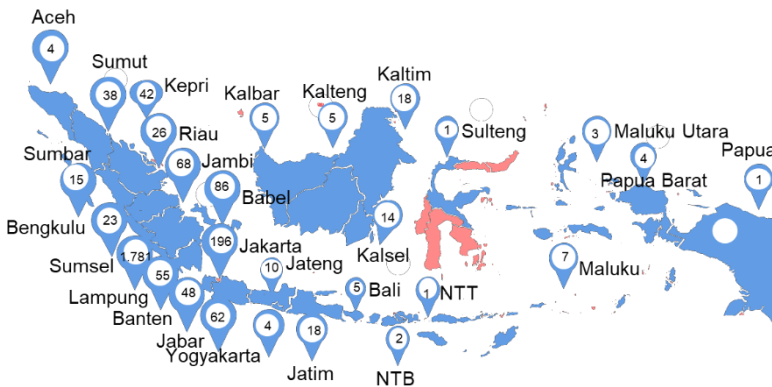 Aceh
4
Sumut
38
Kepri
42
Riau
26
Jambi
68
Sumbar
15
Babel
86
Bengkulu
23
Sumsel
1.781
Lampung
55
Banten
48
Jakarta
196
Jabar
62
Jateng
10
Yogyakarta
4
Jatim
18
Bali
5
NTB
2
NTT
1
Kalbar
5
Kalteng
5
Kaltim
18
Kalsel
14
Sulteng
1
Maluku Utara
3
Maluku
7
Papua Barat
4
Papua
1